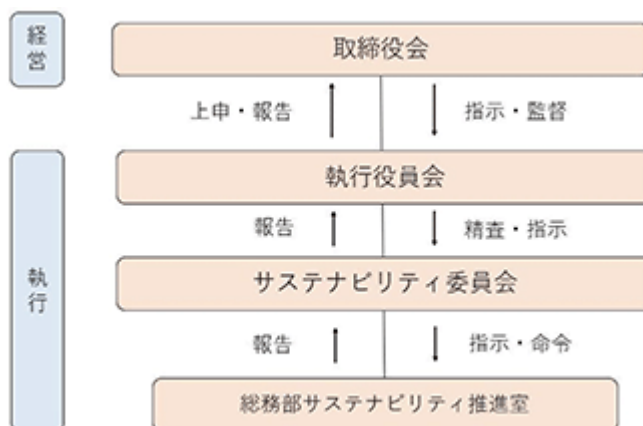 経営
取締役会
上申・報告
指示・監督
執行
執行役員会
報告
精査・指示
サステナビリティ委員会
報告
指示・命令
総務部サステナビリティ推進室